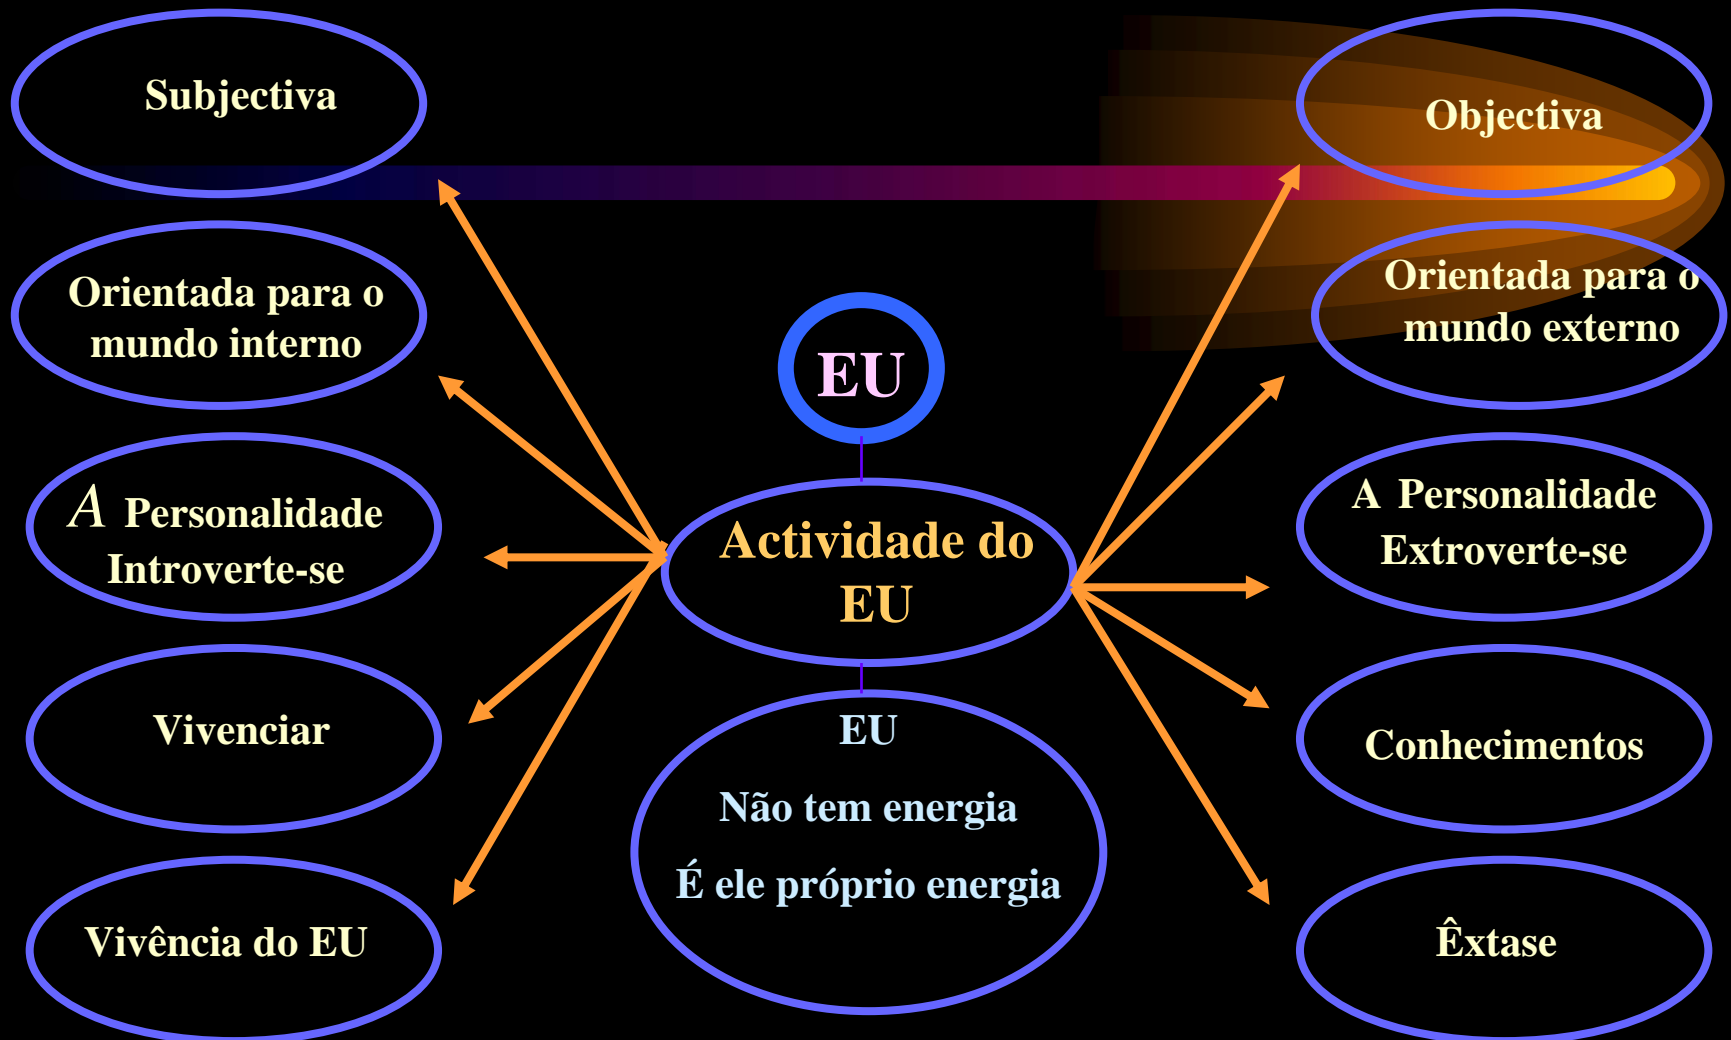 Subjectiva
Objectiva
Orientada para o
mundo interno
Orientada para o
mundo externo
EU
A Personalidade
Introverte-se
A Personalidade
Extroverte-se
Actividade do
EU
Vivenciar
Conhecimentos
EU
Não tem energia
É ele próprio energia
Vivência do EU
Êxtase